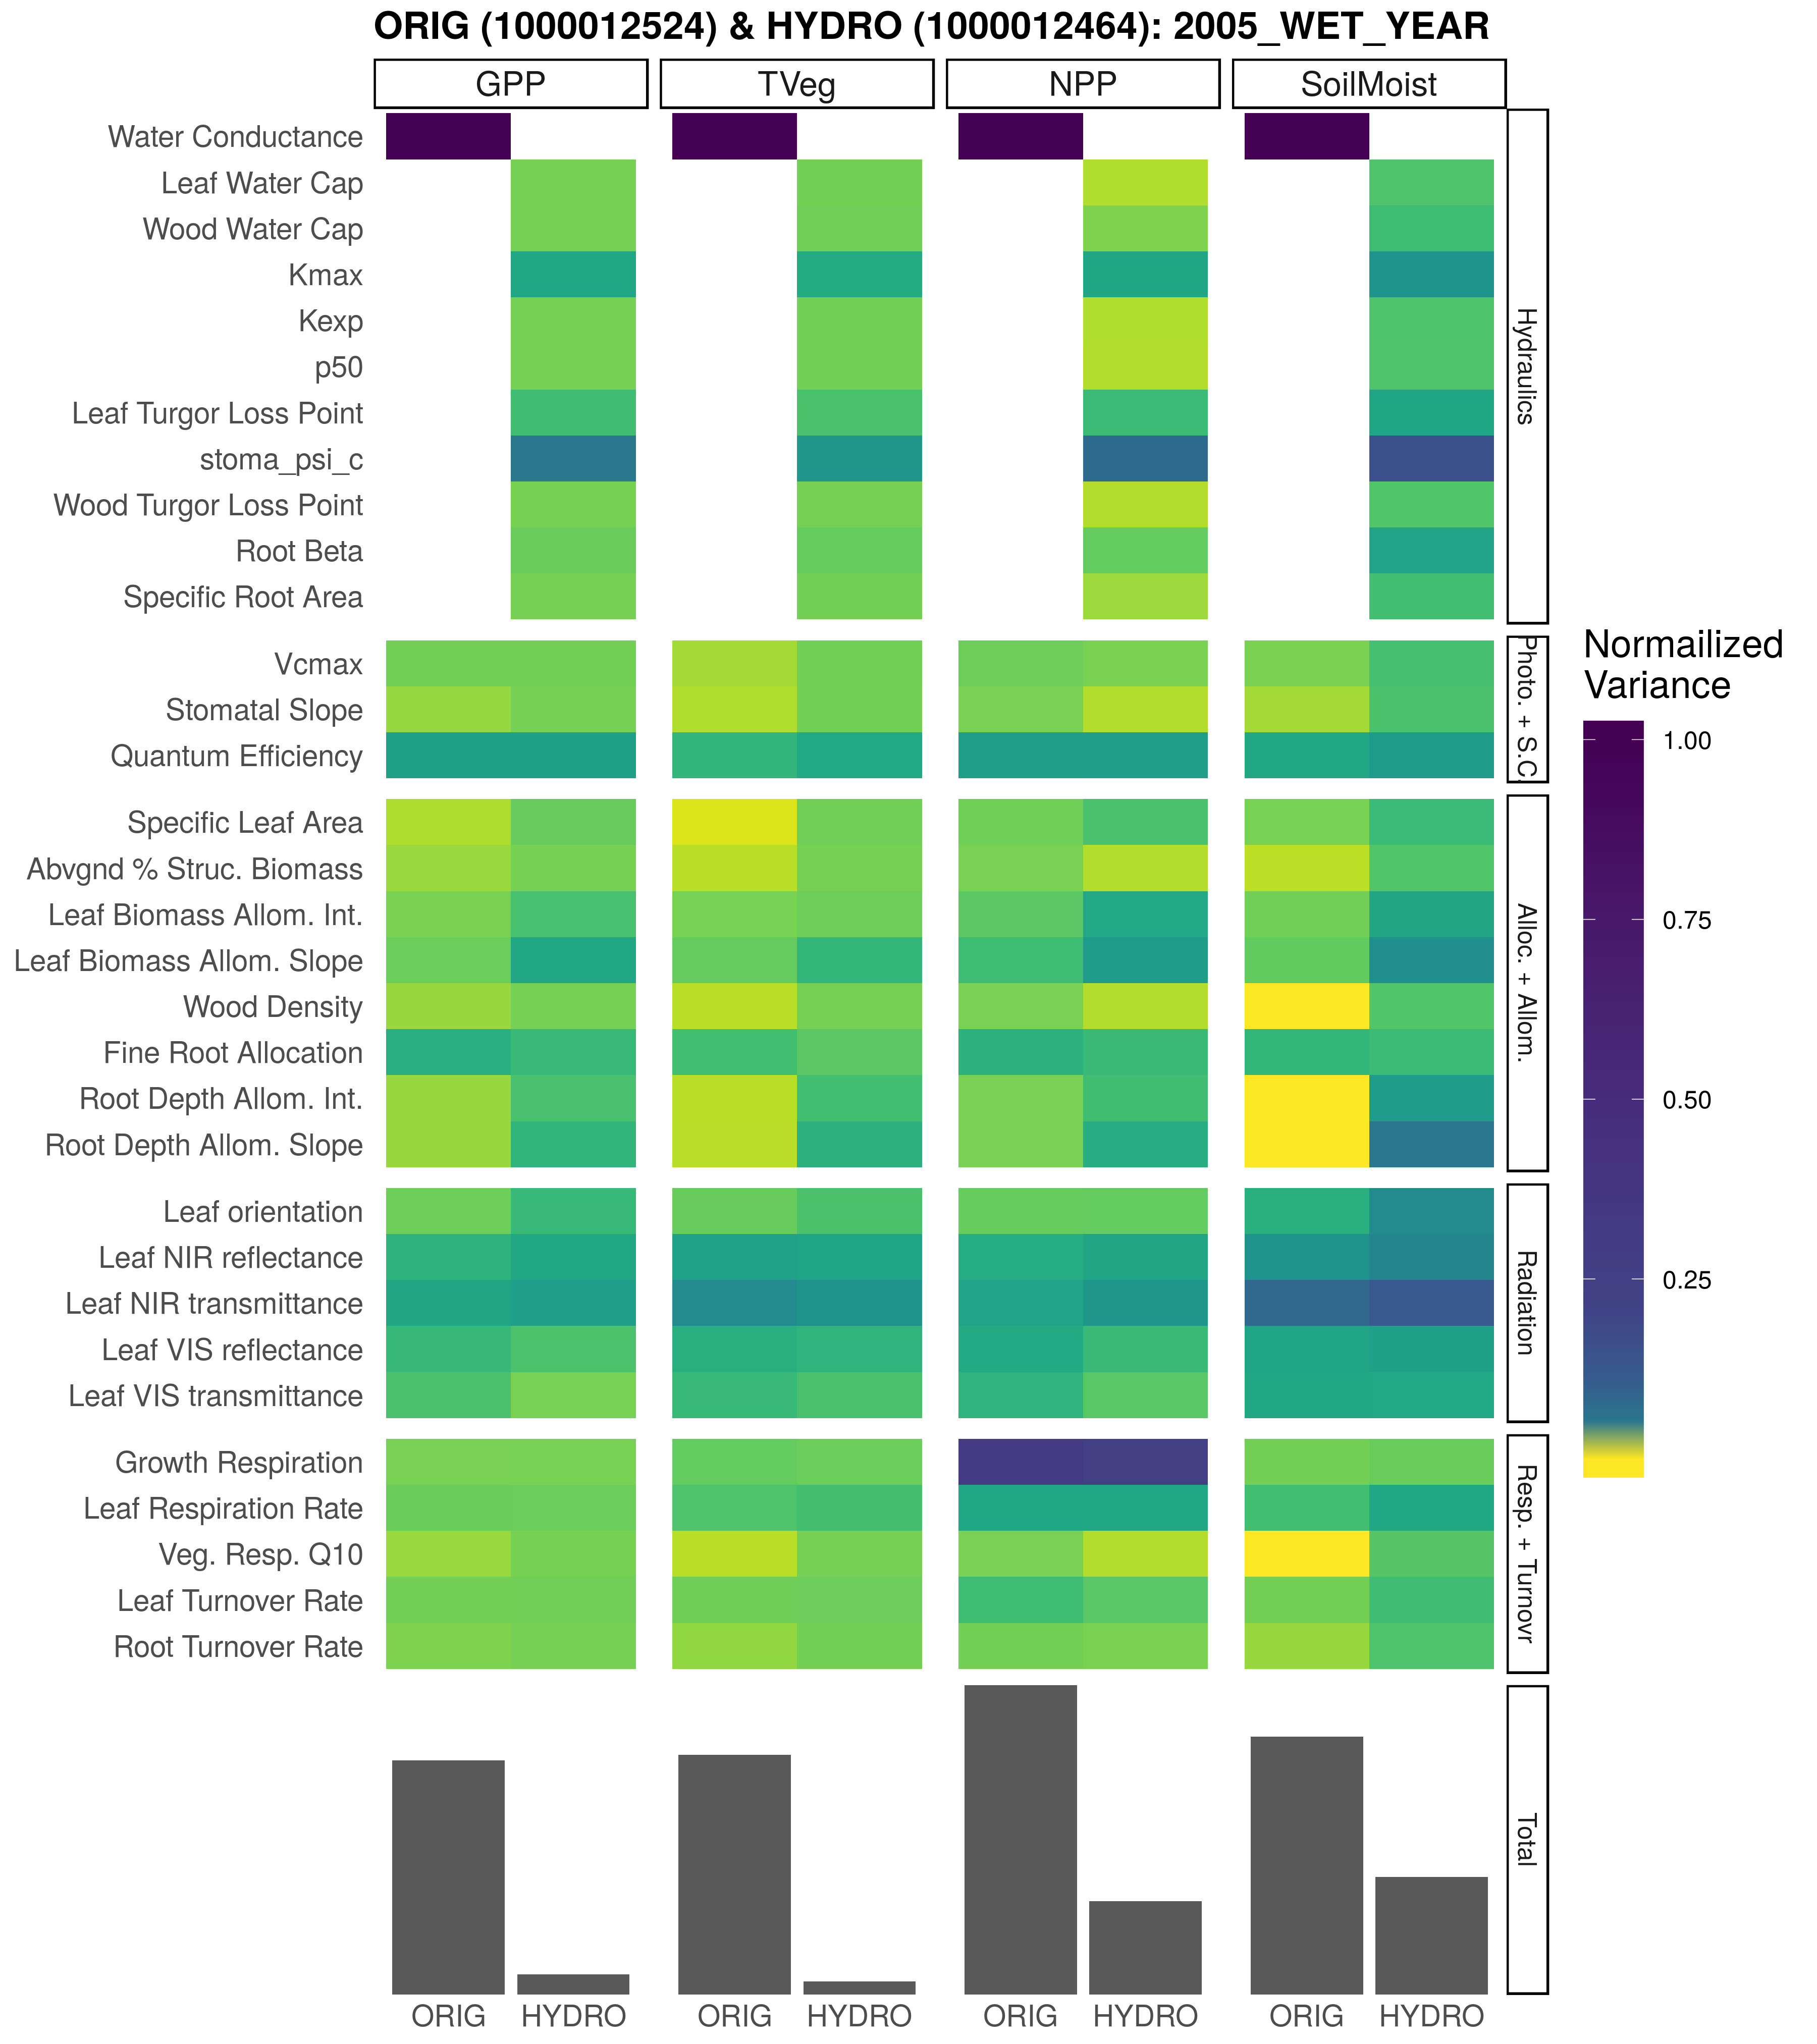 ORIG (1000012524) & HYDRO (1000012464): 2005_WET_YEAR
GPP
TVeg
NPP
SoilMoist
Water Conductance
Leaf Water Cap
Wood Water Cap
Kmax
Kexp
p50
Leaf Turgor Loss Point
stoma_psi_c
Wood Turgor Loss Point
Root Beta
Specific Root Area
Hydraulics
Vcmax
Stomatal Slope
Quantum Efficiency
Photo. + S.C.
Specific Leaf Area
Abvgnd % Struc. Biomass
Leaf Biomass Allom. Int.
Leaf Biomass Allom. Slope
Wood Density
Fine Root Allocation
Root Depth Allom. Int.
Root Depth Allom. Slope
Alloc. + Allom.
Leaf orientation
Leaf NIR reflectance
Leaf NIR transmittance
Leaf VIS reflectance
Leaf VIS transmittance
Radiation
Growth Respiration
Leaf Respiration Rate
Veg. Resp. Q10
Leaf Turnover Rate
Root Turnover Rate
Resp. + Turnovr
Total
ORIG HYDRO ORIG HYDRO ORIG HYDRO ORIG HYDRO
Normailized
Variance
1.00
0.75
0.50
0.25